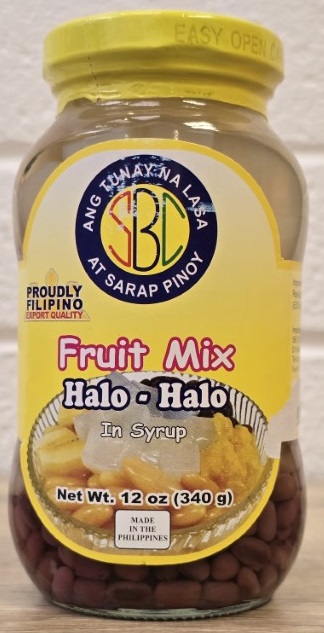 EASY OPEN
ANG TUNAY NA LASA
SBC
AT SARAP PINOY
PROUDLY
FILIPINO
EXPORT QUALITY
Fruit Mix
Halo - Halo
In Syrup
Net Wt. 12 oz (340 g)
MADE
IN THE
PHILIPPINES